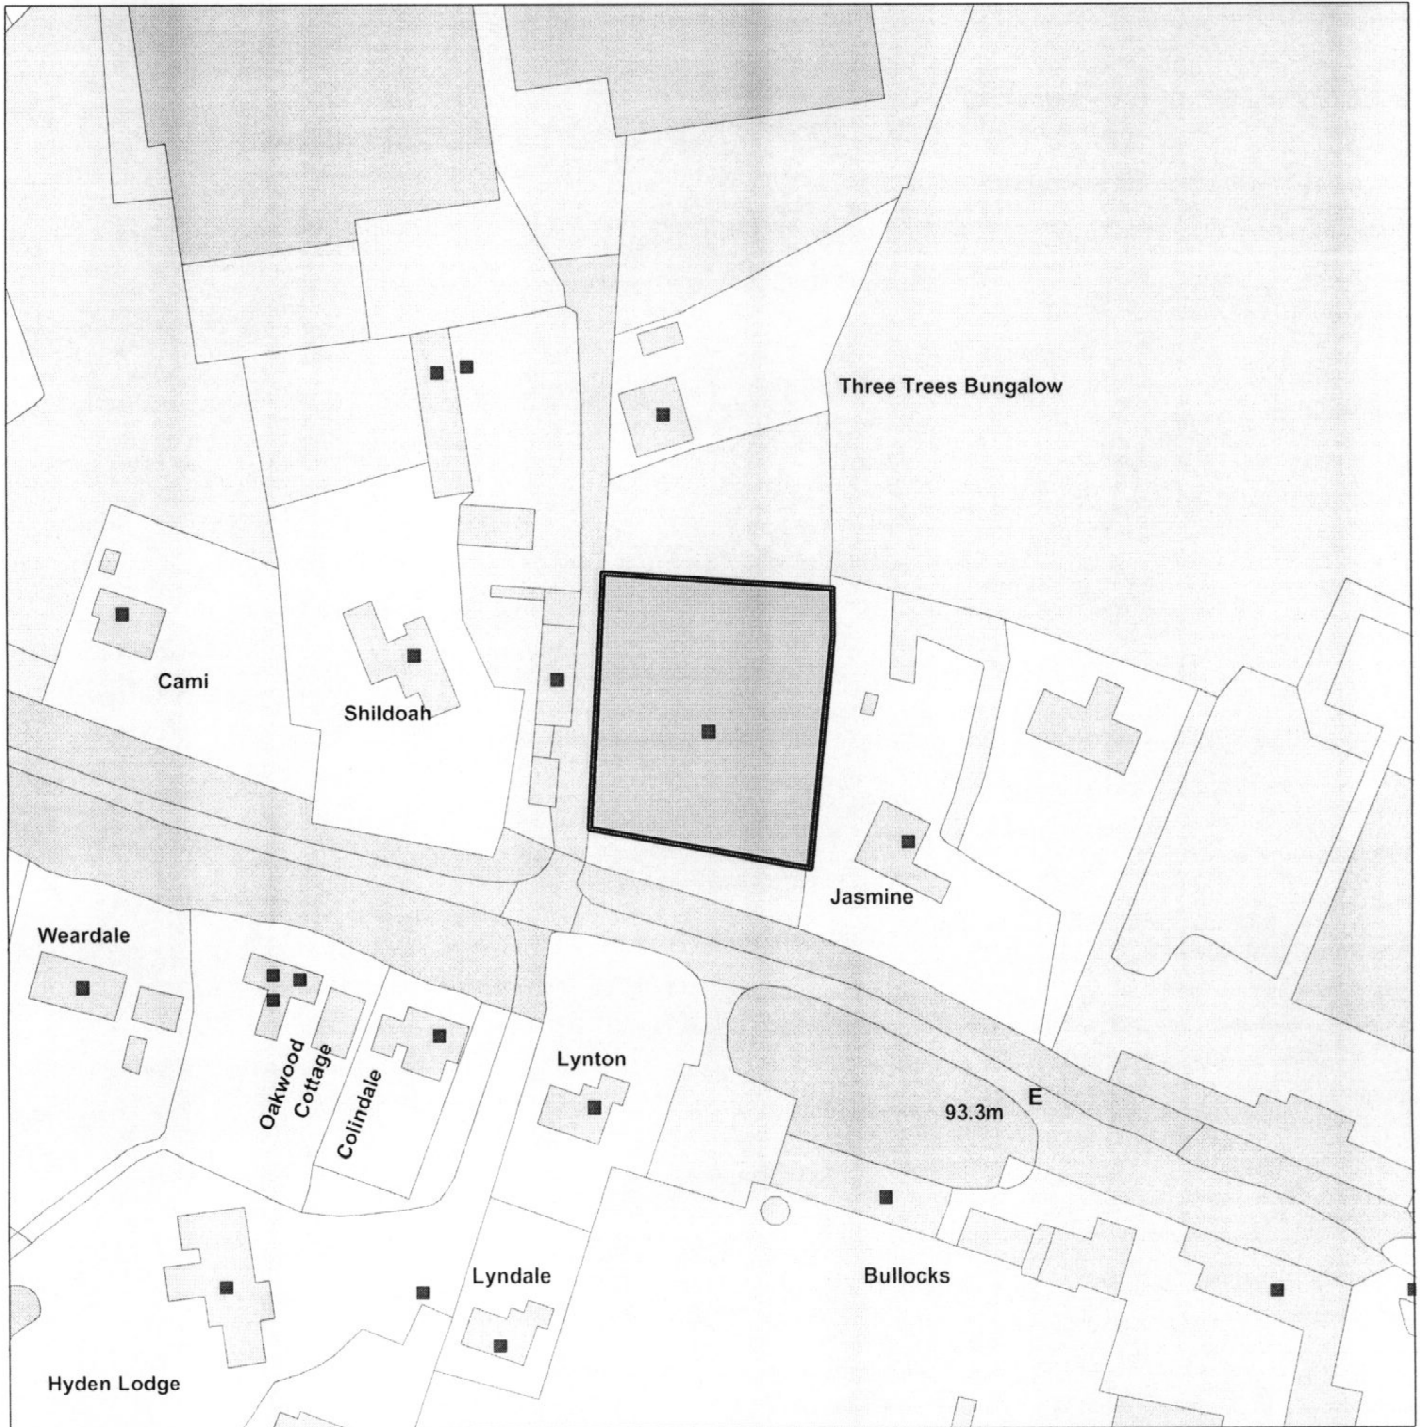 Three Trees Bungalow
Cami
Shildoah
Jasmine
Weardale
Oakwood
Cottage
Colindale
Lynton
93.3m
E
Lyndale
Bullocks
Hyden Lodge